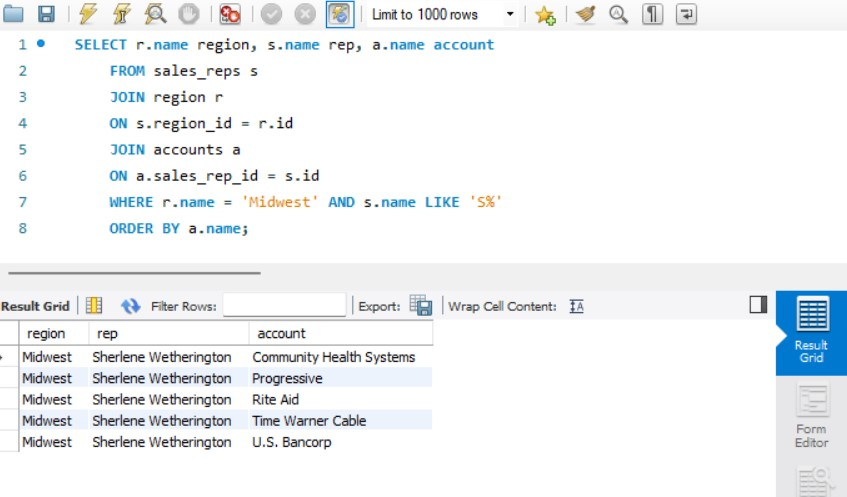 Limit to 1000 rows
1 SELECT r.name region, s.name rep, a.name account
2 FROM sales_reps s
3 JOIN region r
4 ON s.region_id = r.id
5 JOIN accounts a
6 ON a.sales_rep_id = s.id
7 WHERE r.name = 'Midwest' AND s.name LIKE 'S%'
8 ORDER BY a.name;
Result Grid Filter Rows: Export: Wrap Cell Content:
region rep account
Midwest Sherlene Wetherington Community Health Systems
Midwest Sherlene Wetherington Progressive
Midwest Sherlene Wetherington Rite Aid
Midwest Sherlene Wetherington Time Warner Cable
Midwest Sherlene Wetherington U.S. Bancorp
Result
Grid
Form
Editor